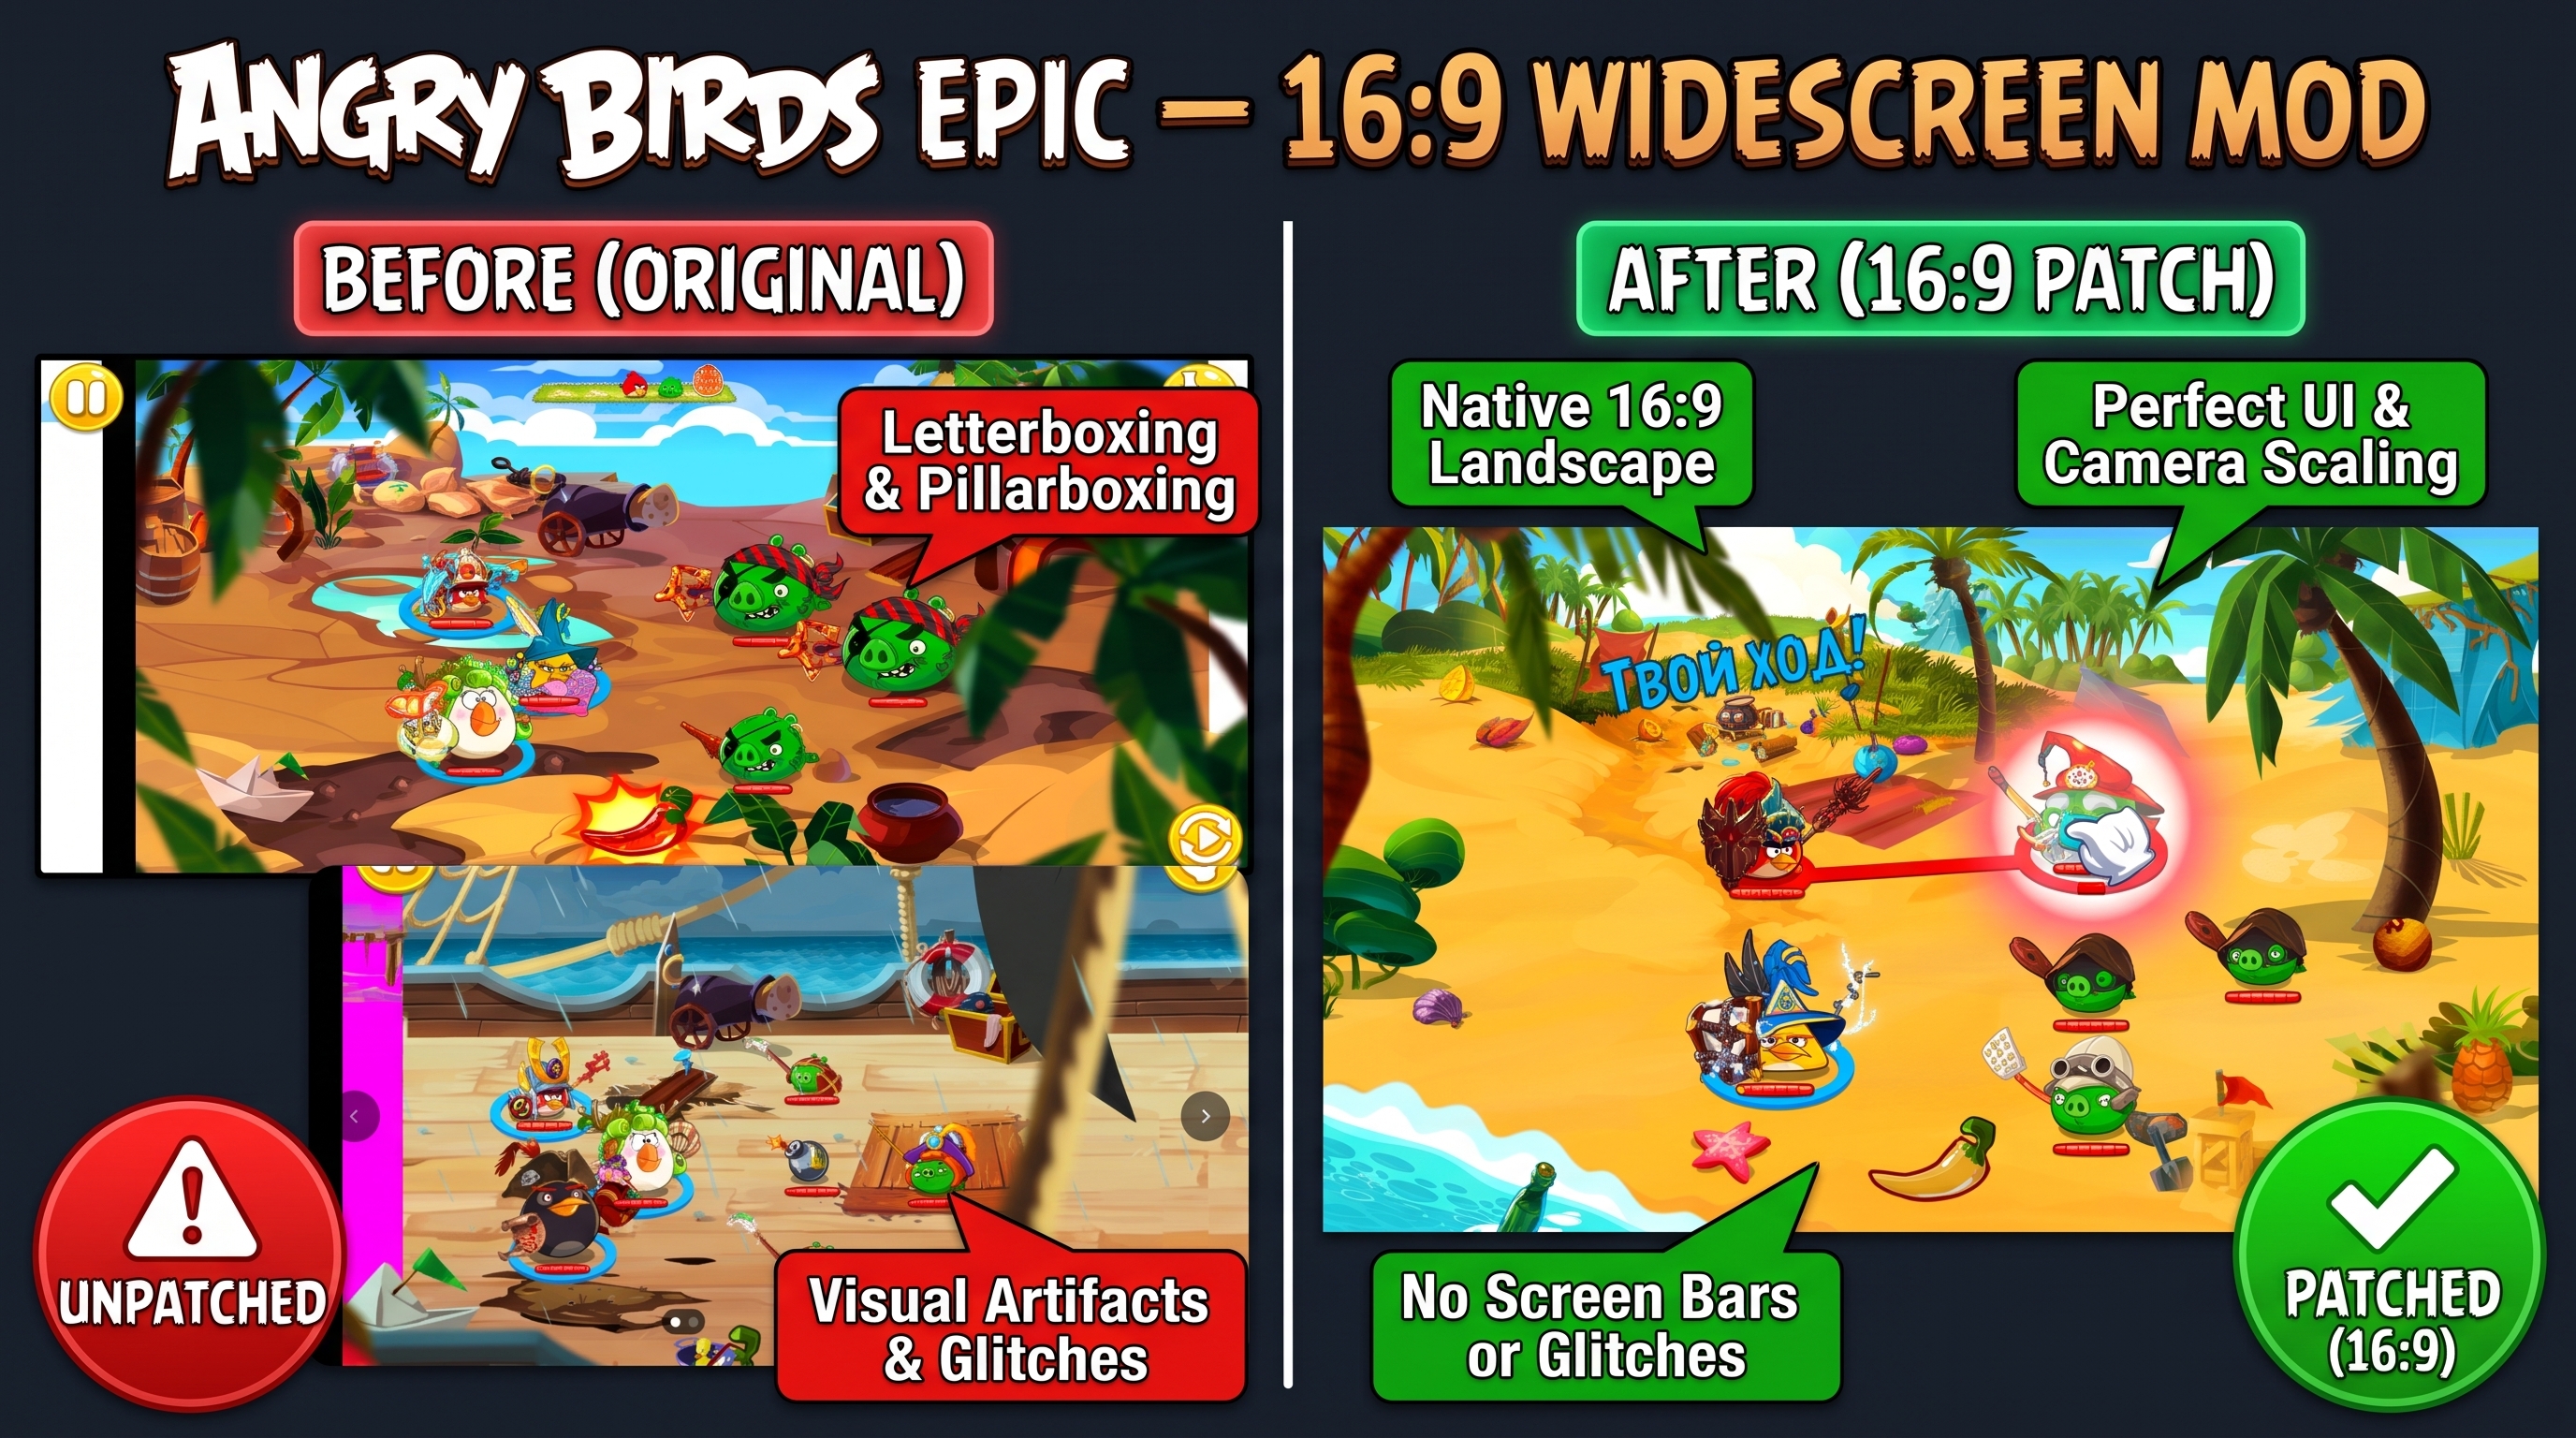 ANGRY BIRDS EPIC — 16:9 WIDESCREEN MOD
BEFORE (ORIGINAL)
Letterboxing
& Pillarboxing
Visual Artifacts
& Glitches
UNPATCHED
AFTER (16:9 PATCH)
Native 16:9
Landscape
Perfect UI &
Camera Scaling
ТВОЙ ХОД!
No Screen Bars
or Glitches
PATCHED
(16:9)